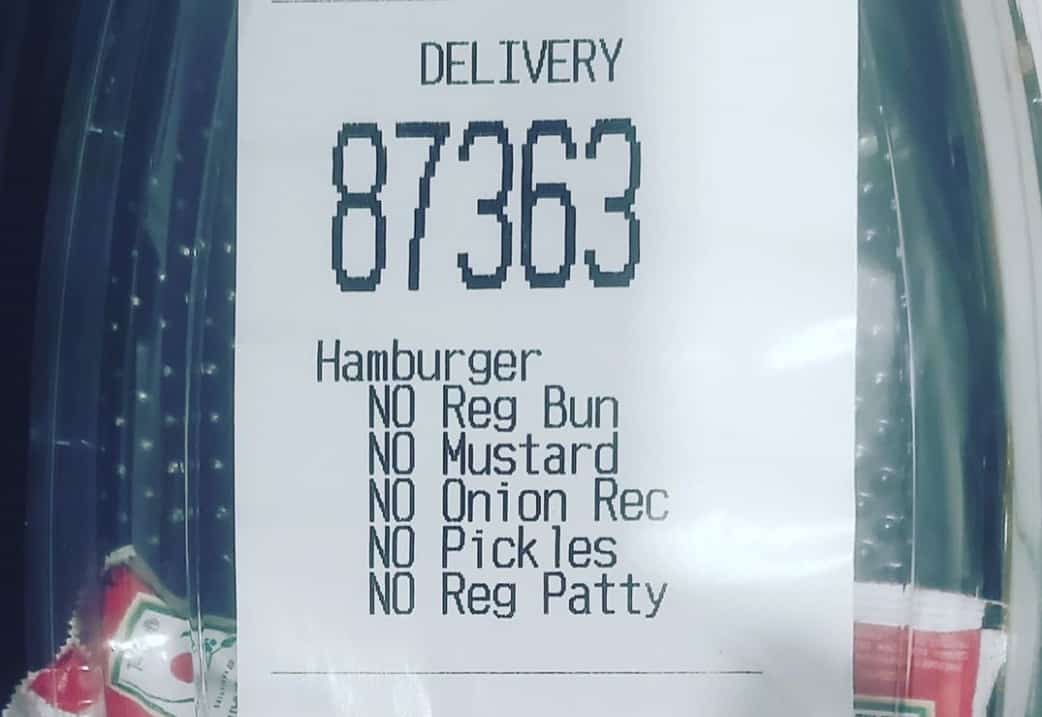 DELIVERY
87363
Hamburger
NO Reg Bun
NO Mustard
NO Onion Rec
NO Pickles
NO Reg Patty